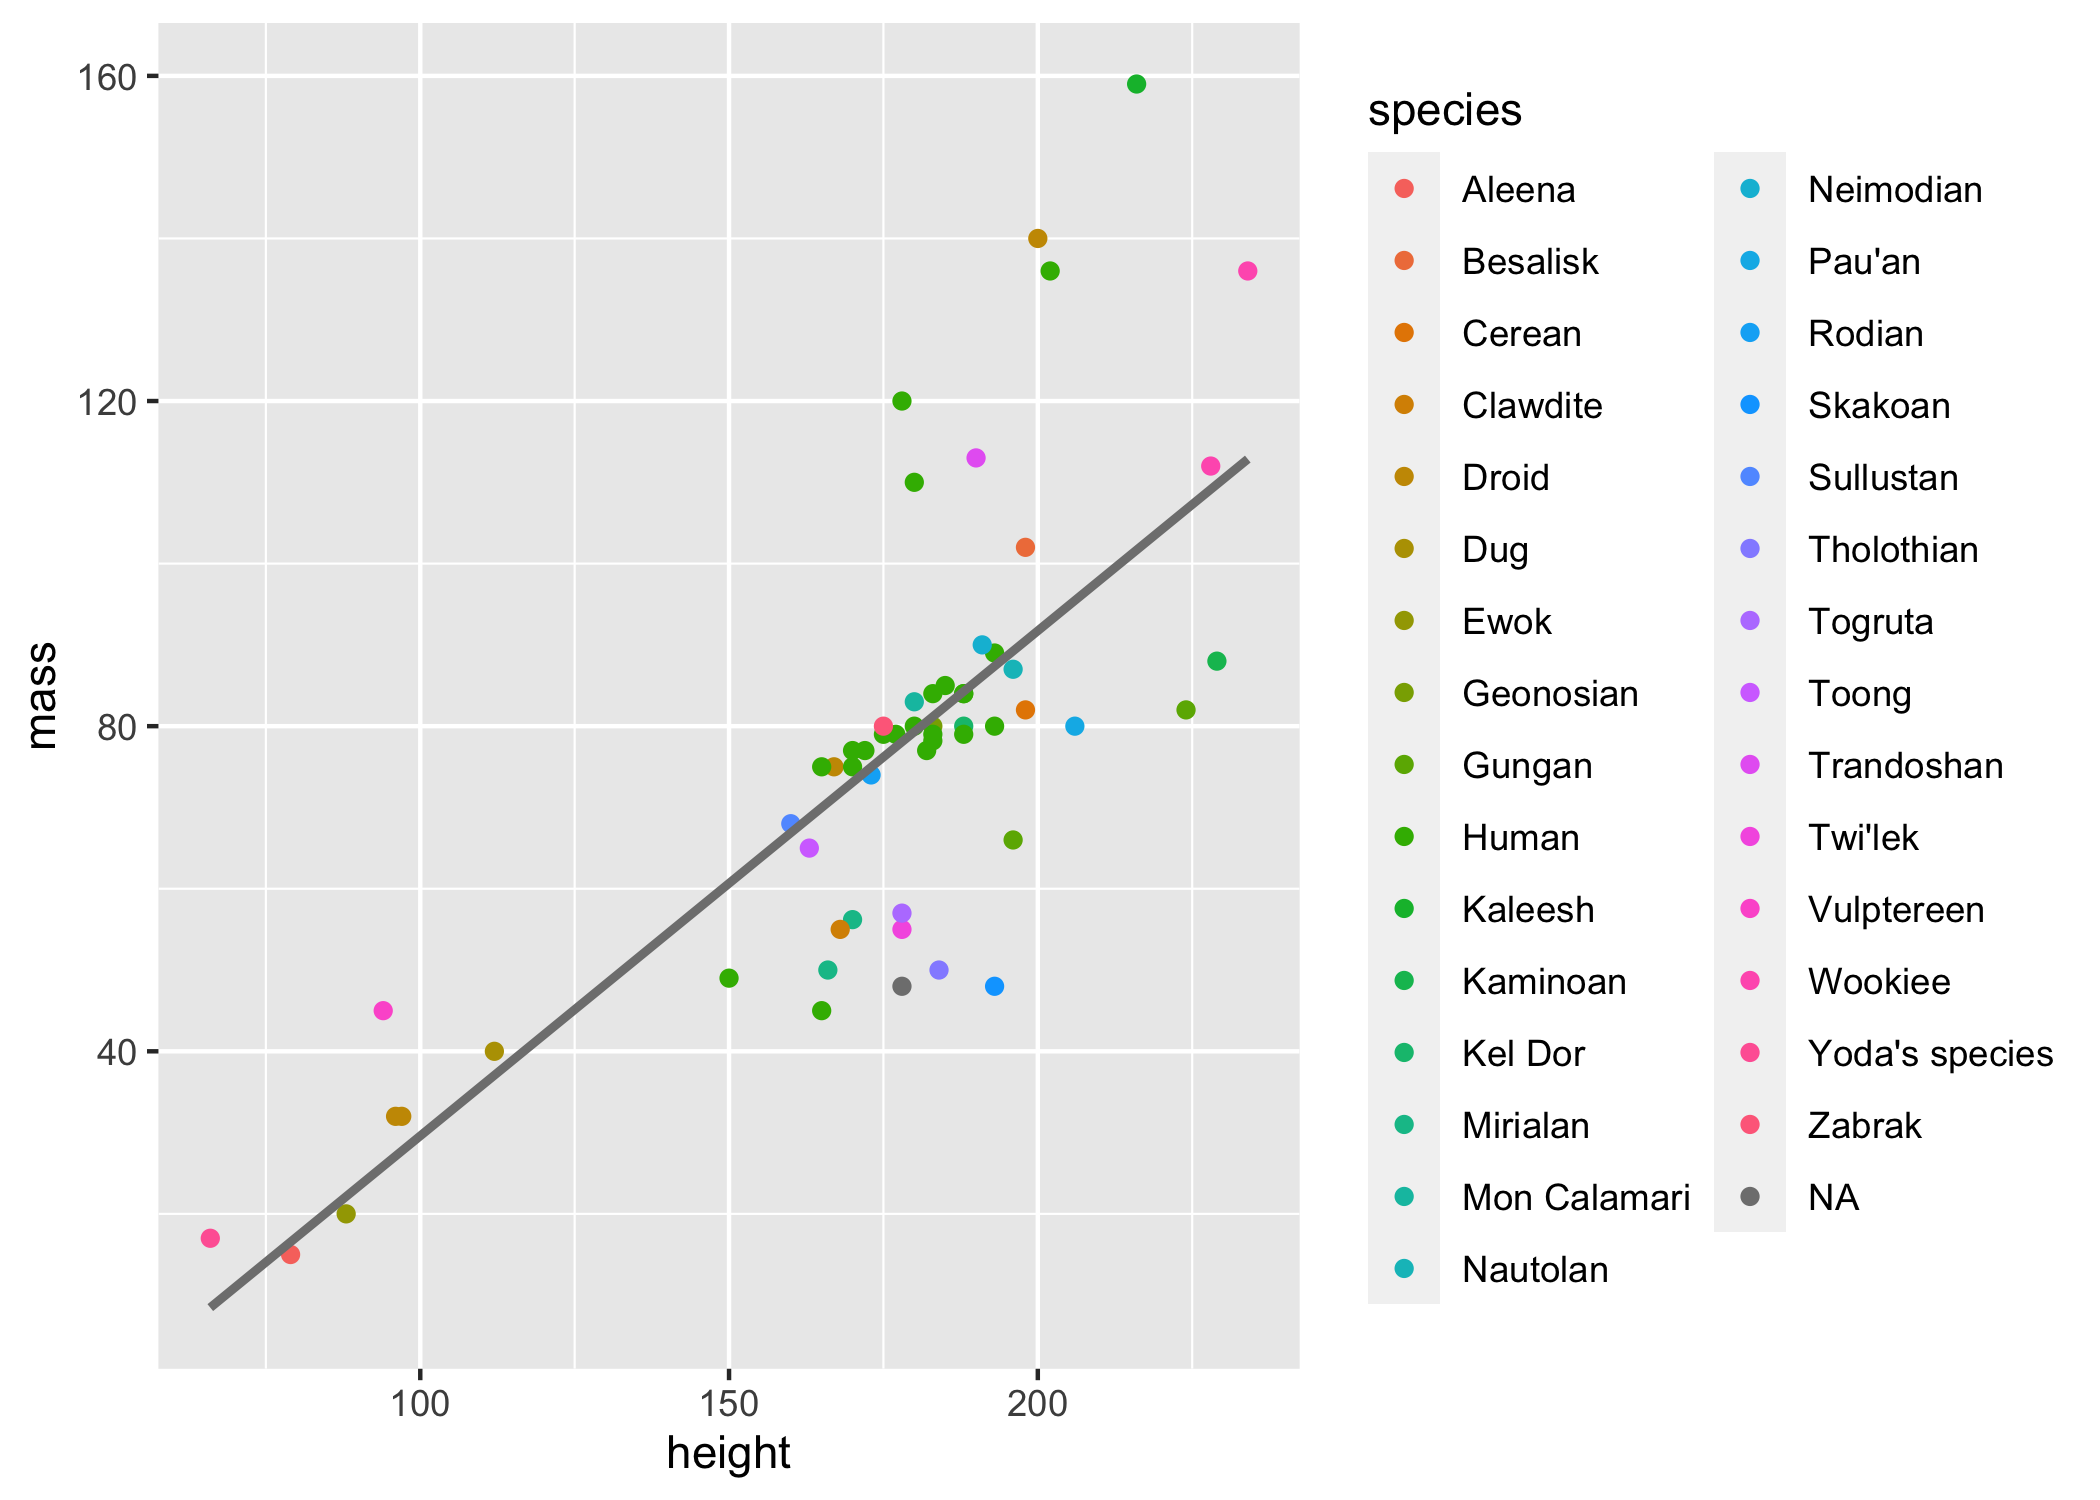 160
120
80
40
mass
100
150
200
height
species
Aleena
Besalisk
Cerean
Clawdite
Droid
Dug
Ewok
Geonosian
Gungan
Human
Kaleesh
Kaminoan
Kel Dor
Mirialan
Mon Calamari
Nautolan
Neimodian
Pau'an
Rodian
Skakoan
Sullustan
Tholothian
Togruta
Toong
Trandoshan
Twi'lek
Vulptereen
Wookiee
Yoda's species
Zabrak
NA